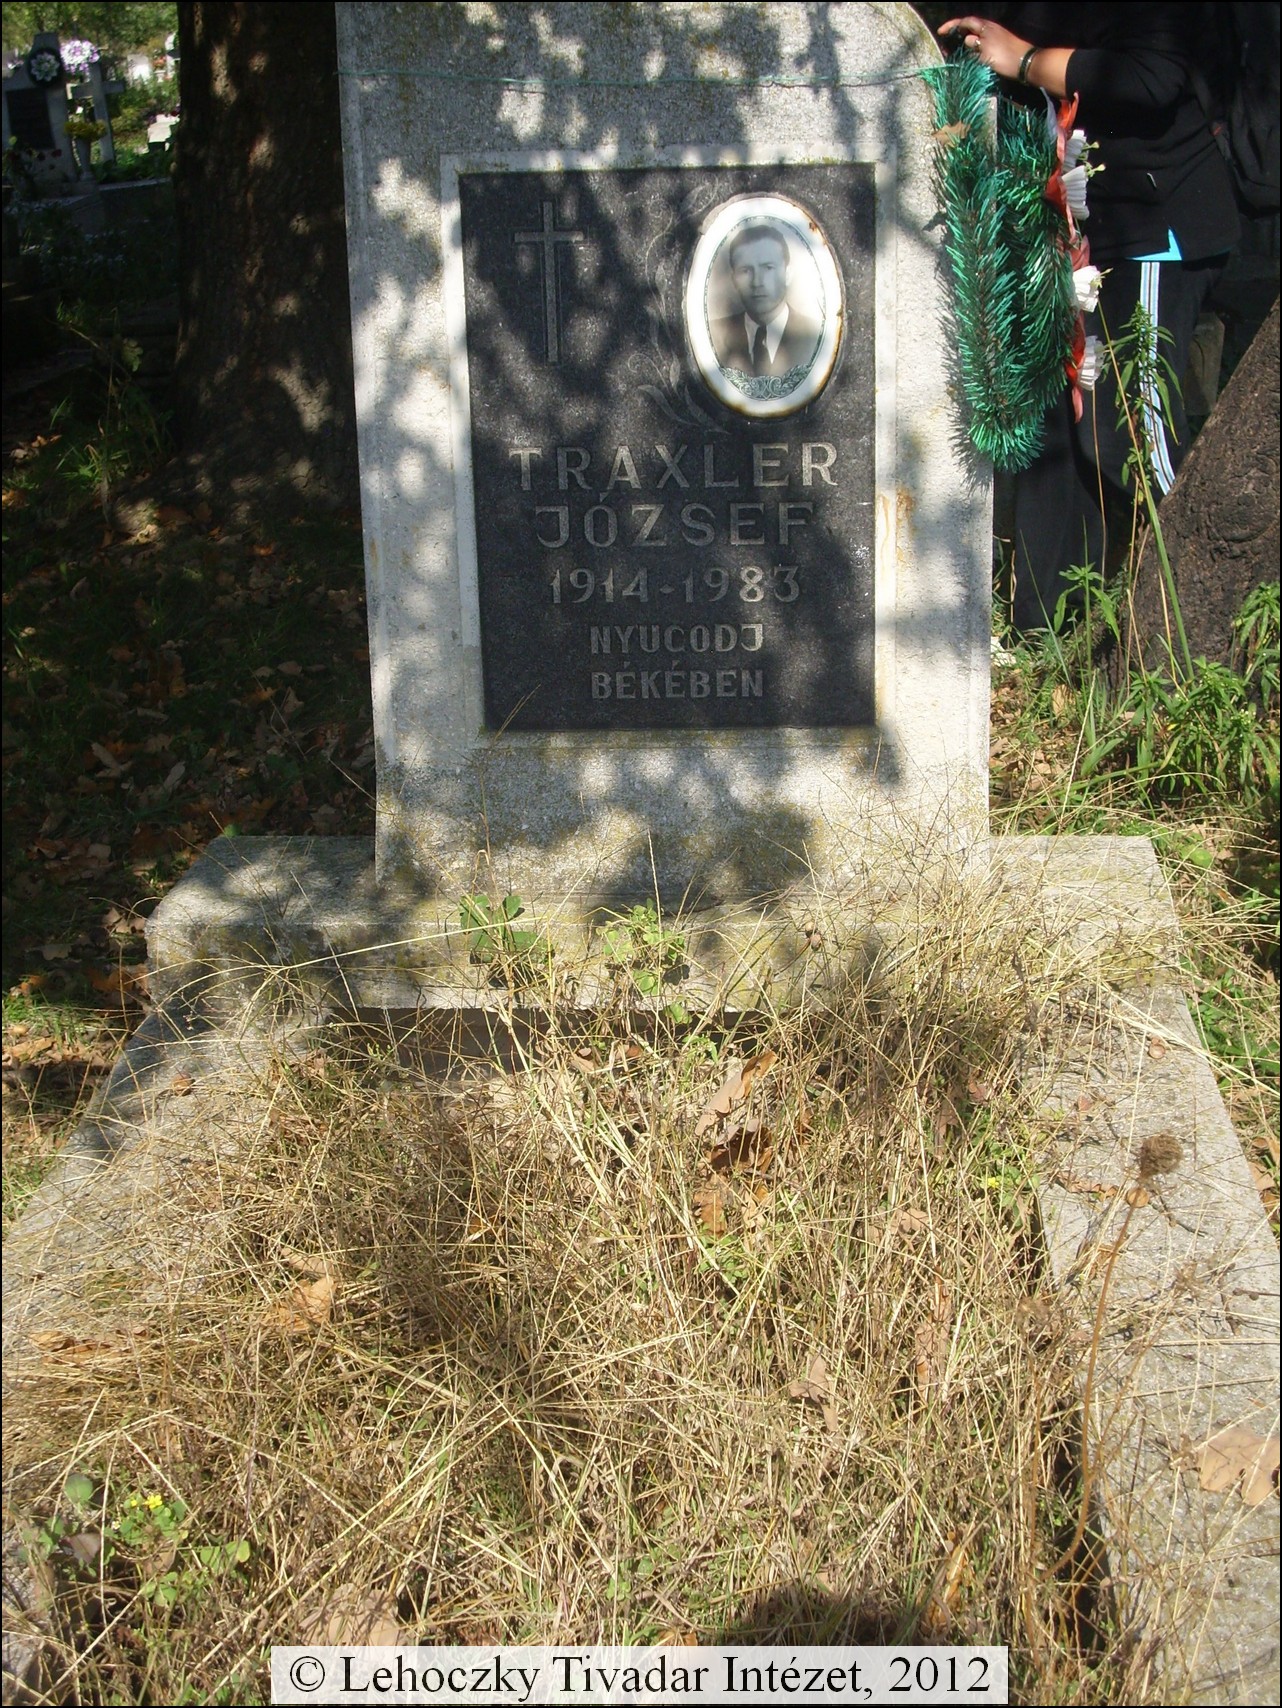 TRAXLER
JÓZSEF
1914-1983
NYUGODJ
BÉKÉBEN
© Lehoczky Tivadar Intézet, 2012